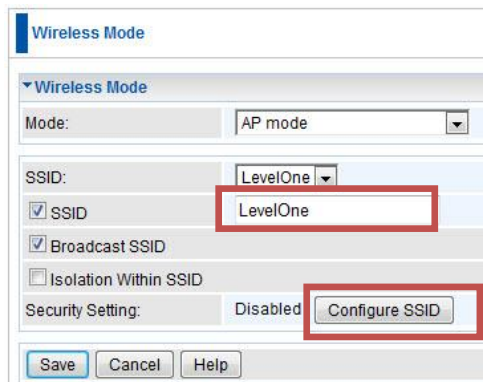 Wireless Mode
Wireless Mode
Mode: AP mode
SSID: LevelOne
SSID LevelOne
Broadcast SSID
Isolation Within SSID
Security Setting: Disabled Configure SSID
Save Cancel Help